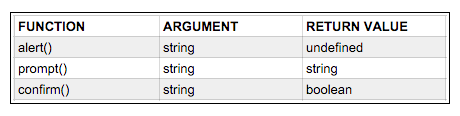 FUNCTION ARGUMENT RETURN VALUE
alert() string undefined
prompt() string string
confirm() string boolean